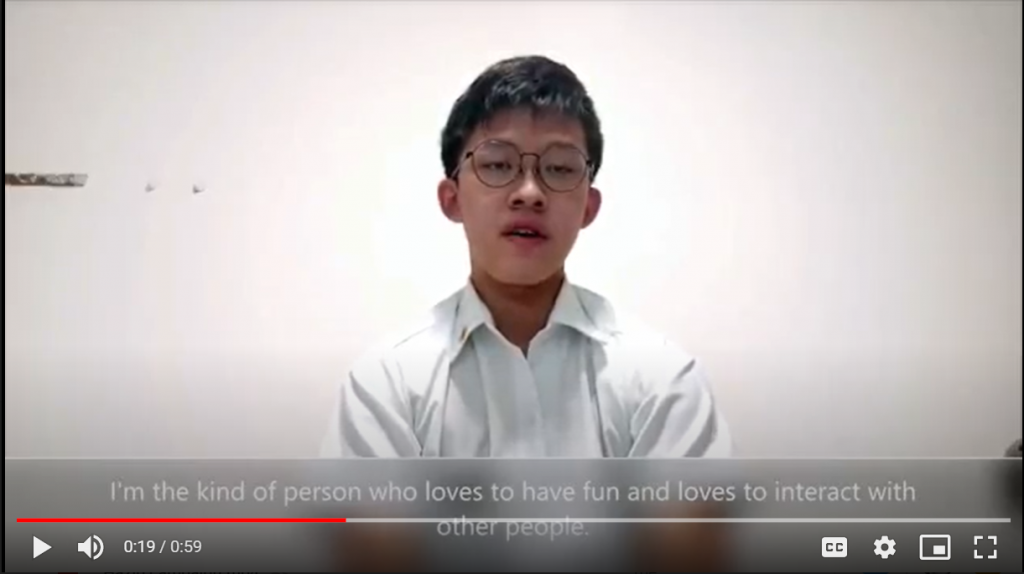 I'm the kind of person who loves to have fun and loves to interact with
other people.
0:19 / 0:59
CC